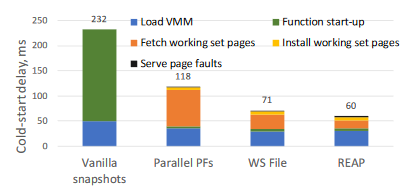 232
Load VMM
Function start-up
Fetch working set pages
Install working set pages
Serve page faults
Cold-start delay, ms
250
200
150
100
50
0
118
71
60
Vanilla snapshots
Parallel PFs
WS File
REAP